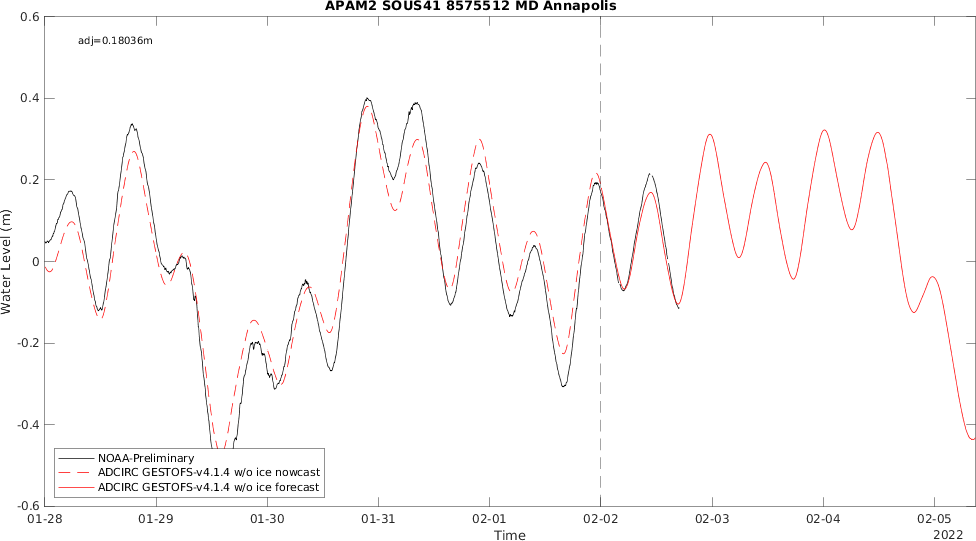 APAM2 SOUS41 8575512 MD Annapolis
adj=0.18036m
0.6
0.4
0.2
0
-0.2
-0.4
-0.6
Water Level (m)
NOAA-Preliminary
ADCIRC GESTOFS-v4.1.4 w/o ice nowcast
ADCIRC GESTOFS-v4.1.4 w/o ice forecast
01-28 01-29 01-30 01-31 02-01 02-02 02-03 02-04 02-05
Time
2022